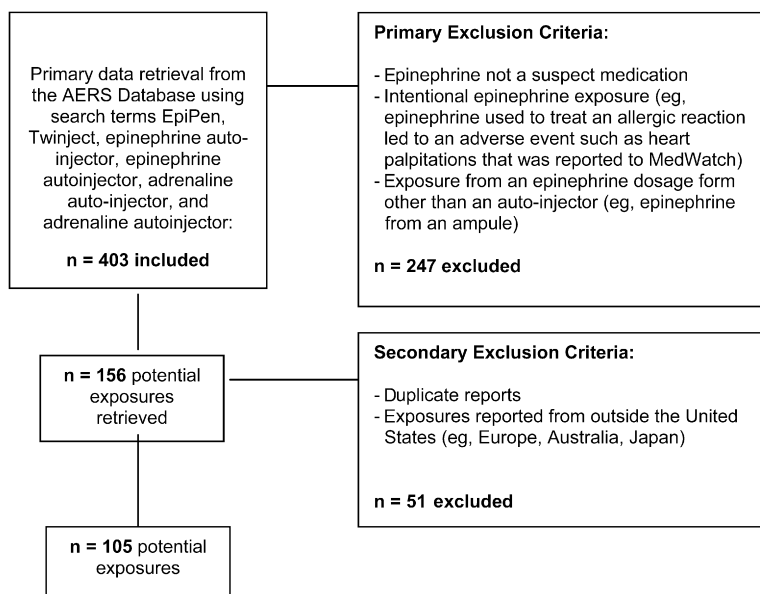 Primary data retrieval from
the AERS Database using
search terms EpiPen,
Twinject, epinephrine auto-
injector, epinephrine
autoinjector, adrenaline
auto-injector, and
adrenaline autoinjector:
n = 403 included
Primary Exclusion Criteria:
- Epinephrine not a suspect medication
- Intentional epinephrine exposure (eg,
epinephrine used to treat an allergic reaction
led to an adverse event such as heart
palpitations that was reported to MedWatch)
- Exposure from an epinephrine dosage form
other than an auto-injector (eg, epinephrine
from an ampule)
n = 247 excluded
n = 156 potential
exposures
retrieved
Secondary Exclusion Criteria:
- Duplicate reports
- Exposures reported from outside the United
States (eg, Europe, Australia, Japan)
n = 51 excluded
n = 105 potential
exposures